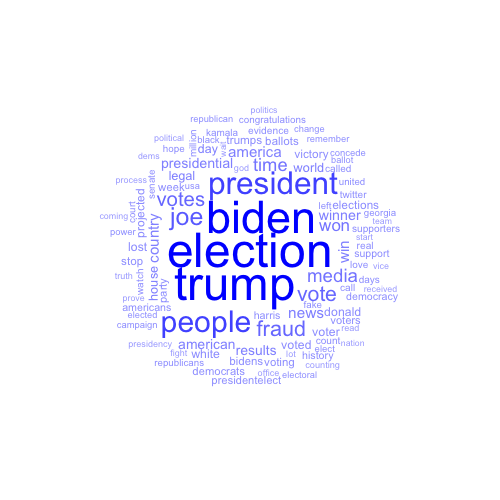 politics
republican congratulations
kamala evidence change
political million black trumps ballots remember
dems hope day wait america victory concede
presidential god time world called ballot
process senate legal
week usa president united
coming court projected votes left elections twitter
joe biden winner georgia
power country won team supporters
lost election win real start
stop support
truth watch house trump media love vice
party call days received
prove americans vote fake democracy
elected people harris news donald
campaign fraud voters
presidency american voter read
fight white results voted count nation
republicans bidens voting lot elect history
democrats office counting
presidentelect electoral